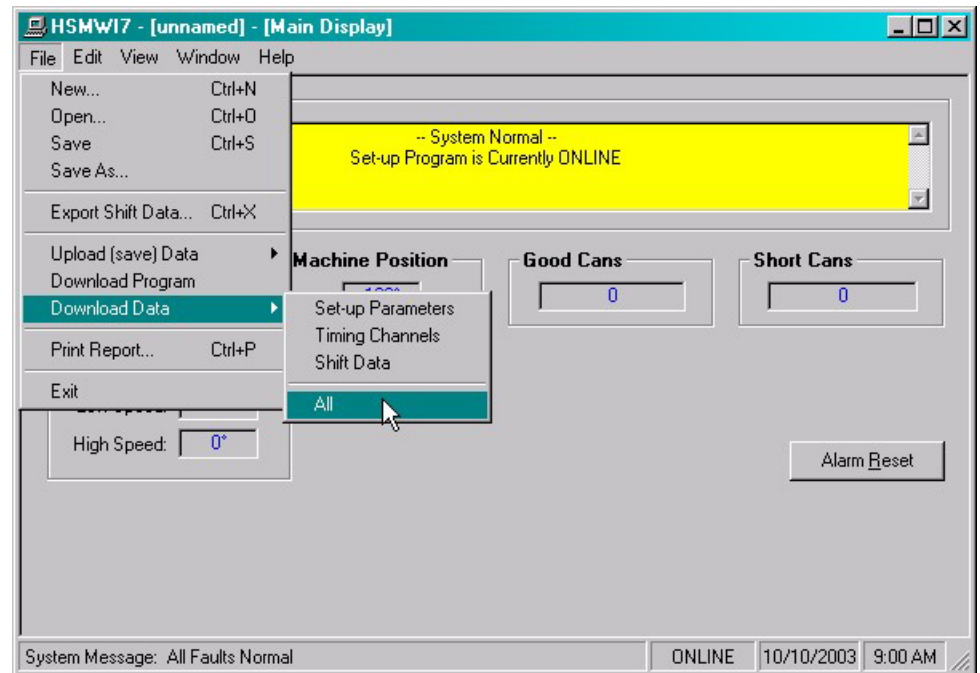 HSMWI7 - [unnamed] - [Main Display]
File Edit View Window Help
New... Ctrl+N
Open... Ctrl+O
Save Ctrl+S
Save As...
Export Shift Data... Ctrl+X
Upload (save) Data
Download Program
Download Data
Print Report... Ctrl+P
Exit
Set-up Parameters
Timing Channels
Shift Data
All
-- System Normal --
Set-up Program is Currently ONLINE
Machine Position
Good Cans
0
Short Cans
0
High Speed: 0°
Alarm Reset
System Message: All Faults Normal ONLINE 10/10/2003 9:00 AM